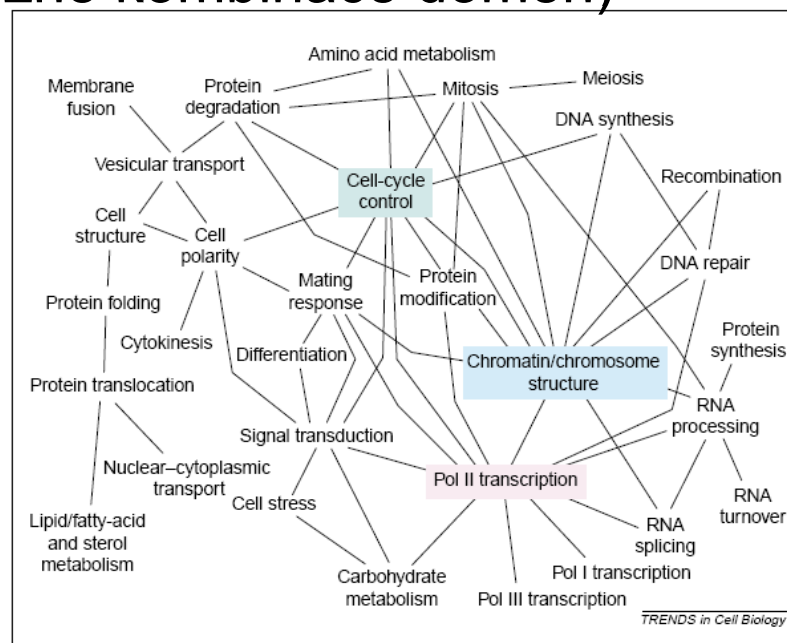 kombinace domén)
Amino acid metabolism
Membrane
fusion
Protein
degradation
Mitosis
Meiosis
DNA synthesis
Vesicular transport
Cell-cycle
control
Recombination
Cell
structure
Cell
polarity
DNA repair
Mating
response
Protein
modification
Protein folding
Cytokinesis
Differentiation
Protein
synthesis
Chromatin/chromosome
structure
Protein translocation
RNA
processing
Signal transduction
Nuclear–cytoplasmic
transport
Pol II transcription
Cell stress
RNA
turnover
Lipid/fatty-acid
and sterol
metabolism
RNA
splicing
Carbohydrate
metabolism
Pol I transcription
Pol III transcription
TRENDS in Cell Biology